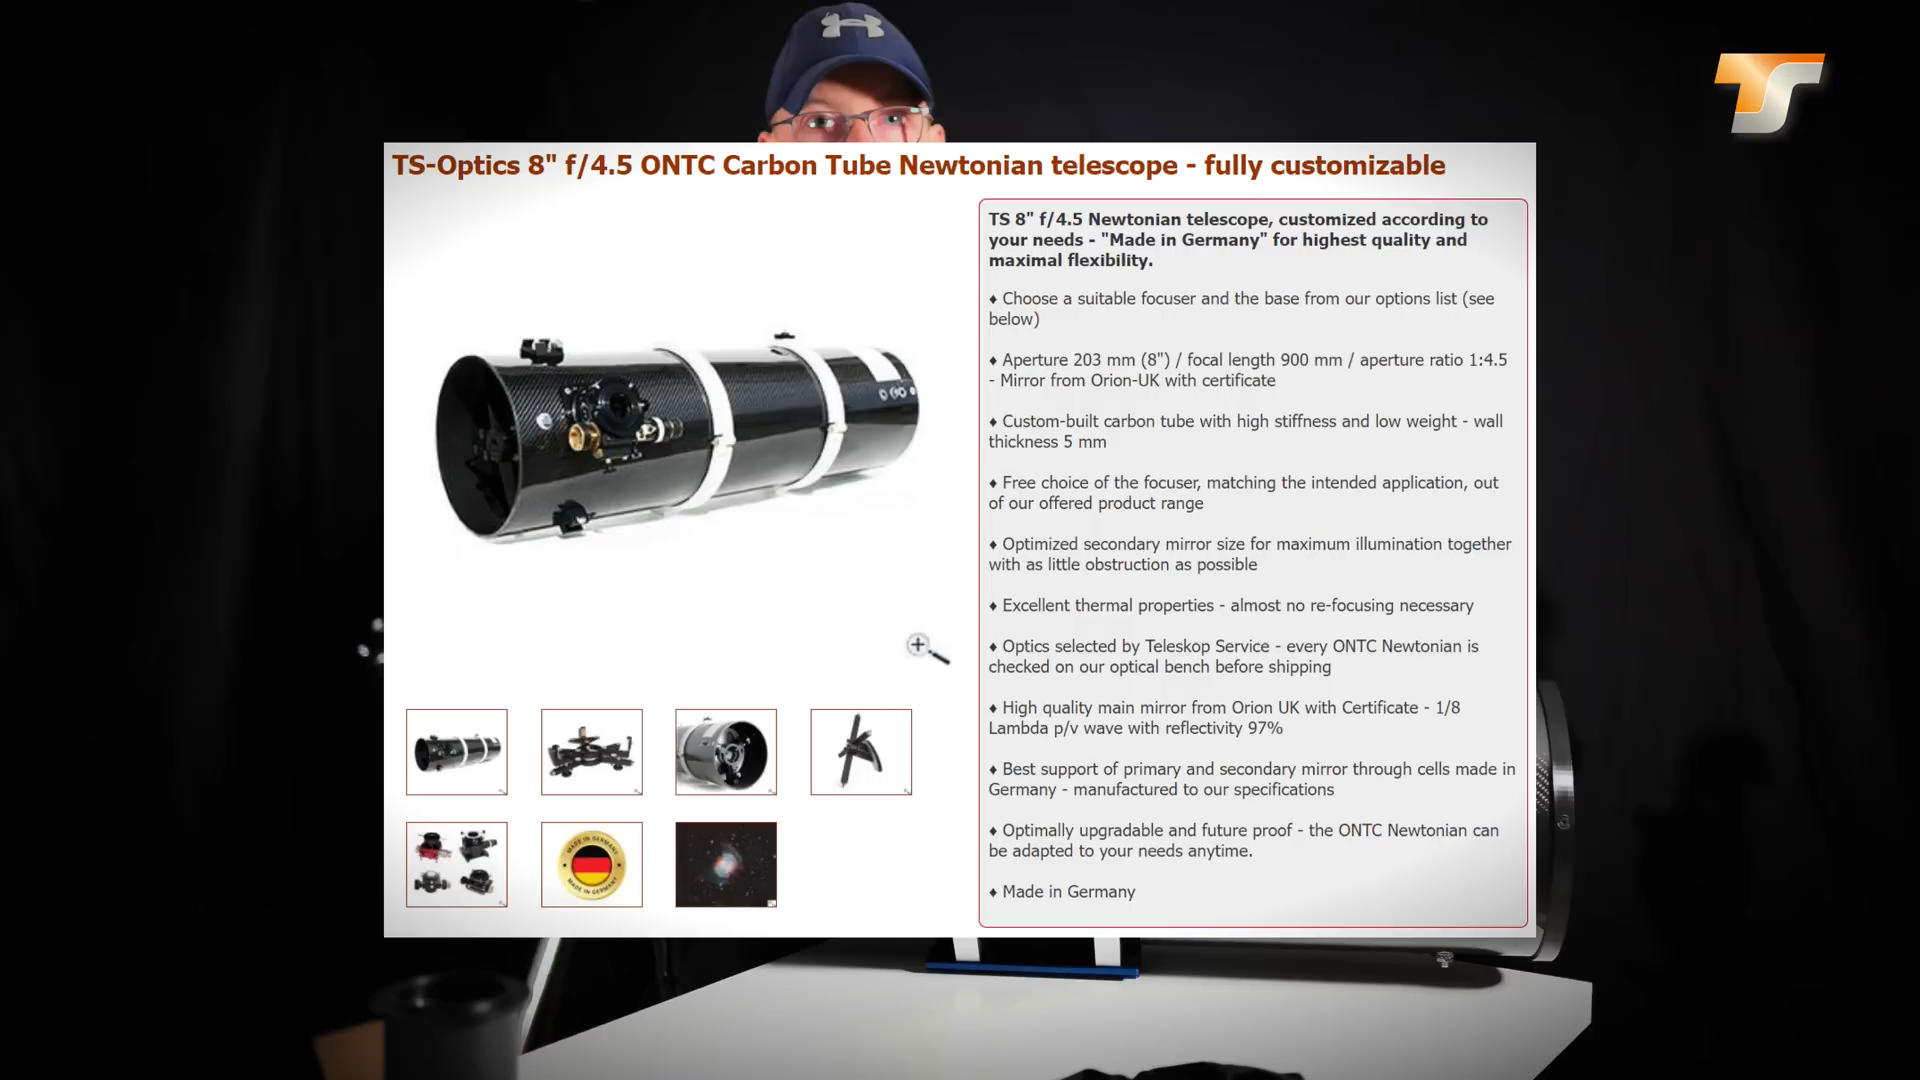 TS
TS-Optics 8" f/4.5 ONTC Carbon Tube Newtonian telescope - fully customizable
TS 8" f/4.5 Newtonian telescope, customized according to
your needs - "Made in Germany" for highest quality and
maximal flexibility.
♦ Choose a suitable focuser and the base from our options list (see
below)
♦ Aperture 203 mm (8") / focal length 900 mm / aperture ratio 1:4.5
- Mirror from Orion-UK with certificate
♦ Custom-built carbon tube with high stiffness and low weight - wall
thickness 5 mm
♦ Free choice of the focuser, matching the intended application, out
of our offered product range
♦ Optimized secondary mirror size for maximum illumination together
with as little obstruction as possible
♦ Excellent thermal properties - almost no re-focusing necessary
♦ Optics selected by Teleskop Service - every ONTC Newtonian is
checked on our optical bench before shipping
♦ High quality main mirror from Orion UK with Certificate - 1/8
Lambda p/v wave with reflectivity 97%
♦ Best support of primary and secondary mirror through cells made in
Germany - manufactured to our specifications
♦ Optimally upgradable and future proof - the ONTC Newtonian can
be adapted to your needs anytime.
♦ Made in Germany
MADE IN GERMANY
MADE IN GERMANY